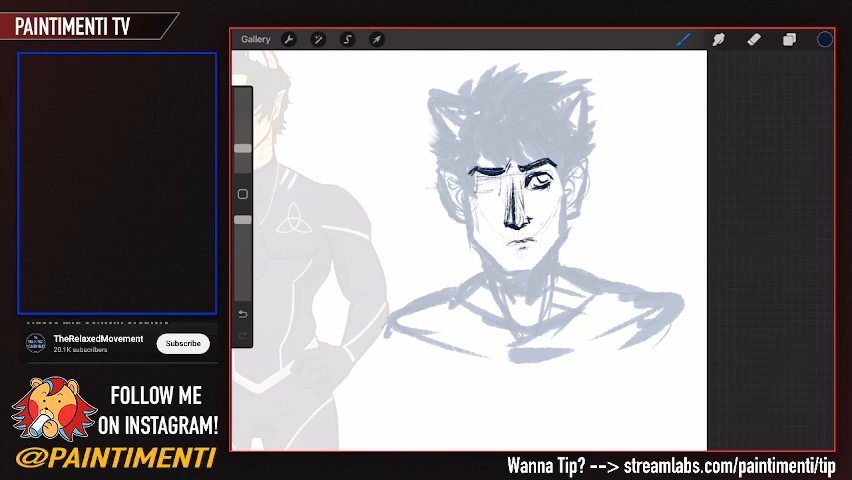 PAINTIMENTI TV
Gallery
TheRelaxedMovement
20.1K subscribers
Subscribe
FOLLOW ME
ON INSTAGRAM!
@PAINTIMENTI
Wanna Tip? --> streamlabs.com/paintimenti/tip